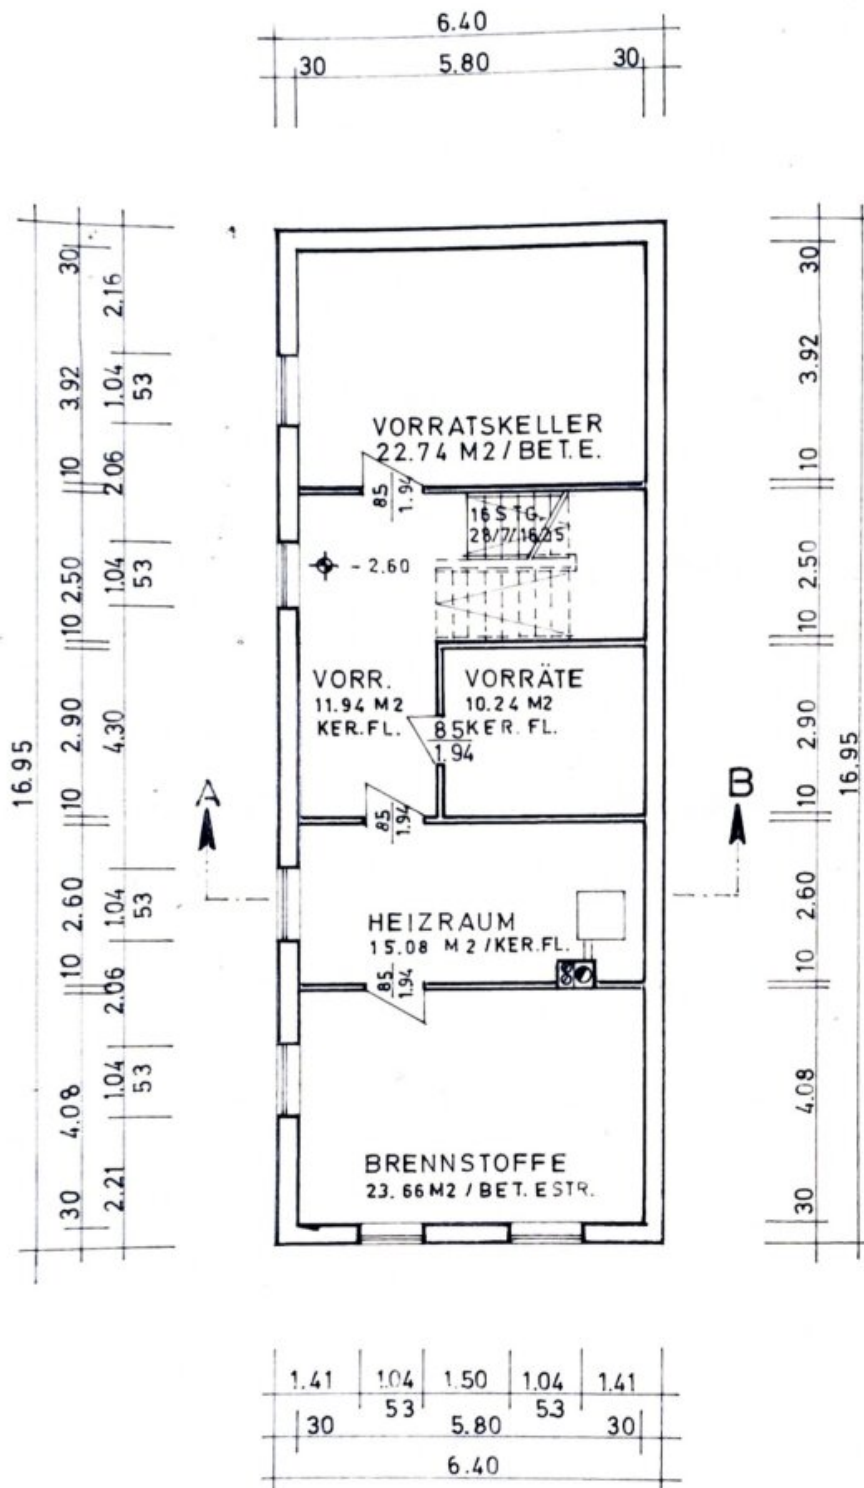 6.40
30 5.80 30
16.95
30 3.92 10 2.50 10 2.90 10 2.60 10 4.08 30
2.16 1.04 2.06 1.04 4.30 1.04 2.06 1.04 2.21
53 53 53 53
VORRATSKELLER
22.74 M2 / BET.E.
85
1.94
16 STG.
- 2.60
VORR.
11.94 M2
KER.FL.
VORRÄTE
10.24 M2
KER. FL.
85
1.94
85
1.94
A
B
HEIZRAUM
15.08 M2 /KER.FL.
85
1.94
BRENNSTOFFE
23.66 M2 / BET. ESTR.
30 3.92 10 2.50 10 2.90 10 2.60 10 4.08 30
16.95
1.41 1.04 1.50 1.04 1.41
53 53
30 5.80 30
6.40